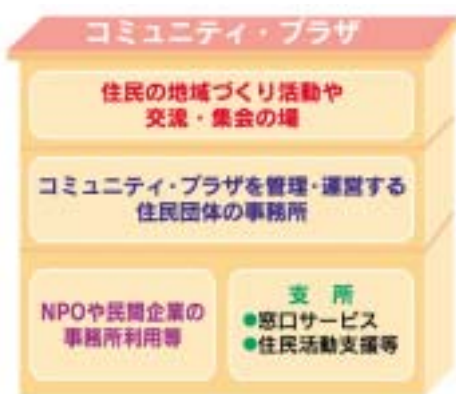 コミュニティ・プラザ
住民の地域づくり活動や
交流・集会の場
コミュニティ・プラザを管理・運営する
住民団体の事務所
NPOや民間企業の
事務所利用等
支 所
●窓口サービス
●住民活動支援等